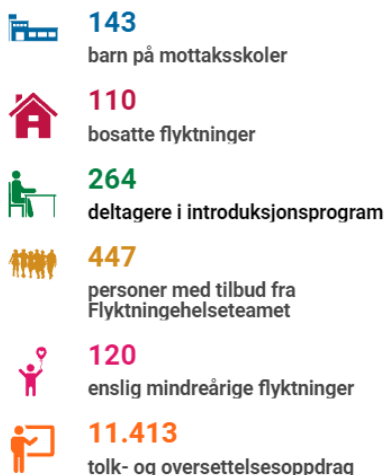 143
barn på mottaksskoler
110
bosatte flyktninger
264
deltagere i introduksjonsprogram
447
personer med tilbud fra
Flyktningehelseteamet
120
enslig mindreårige flyktninger
11.413
tolk- og oversettelsesoppdrag